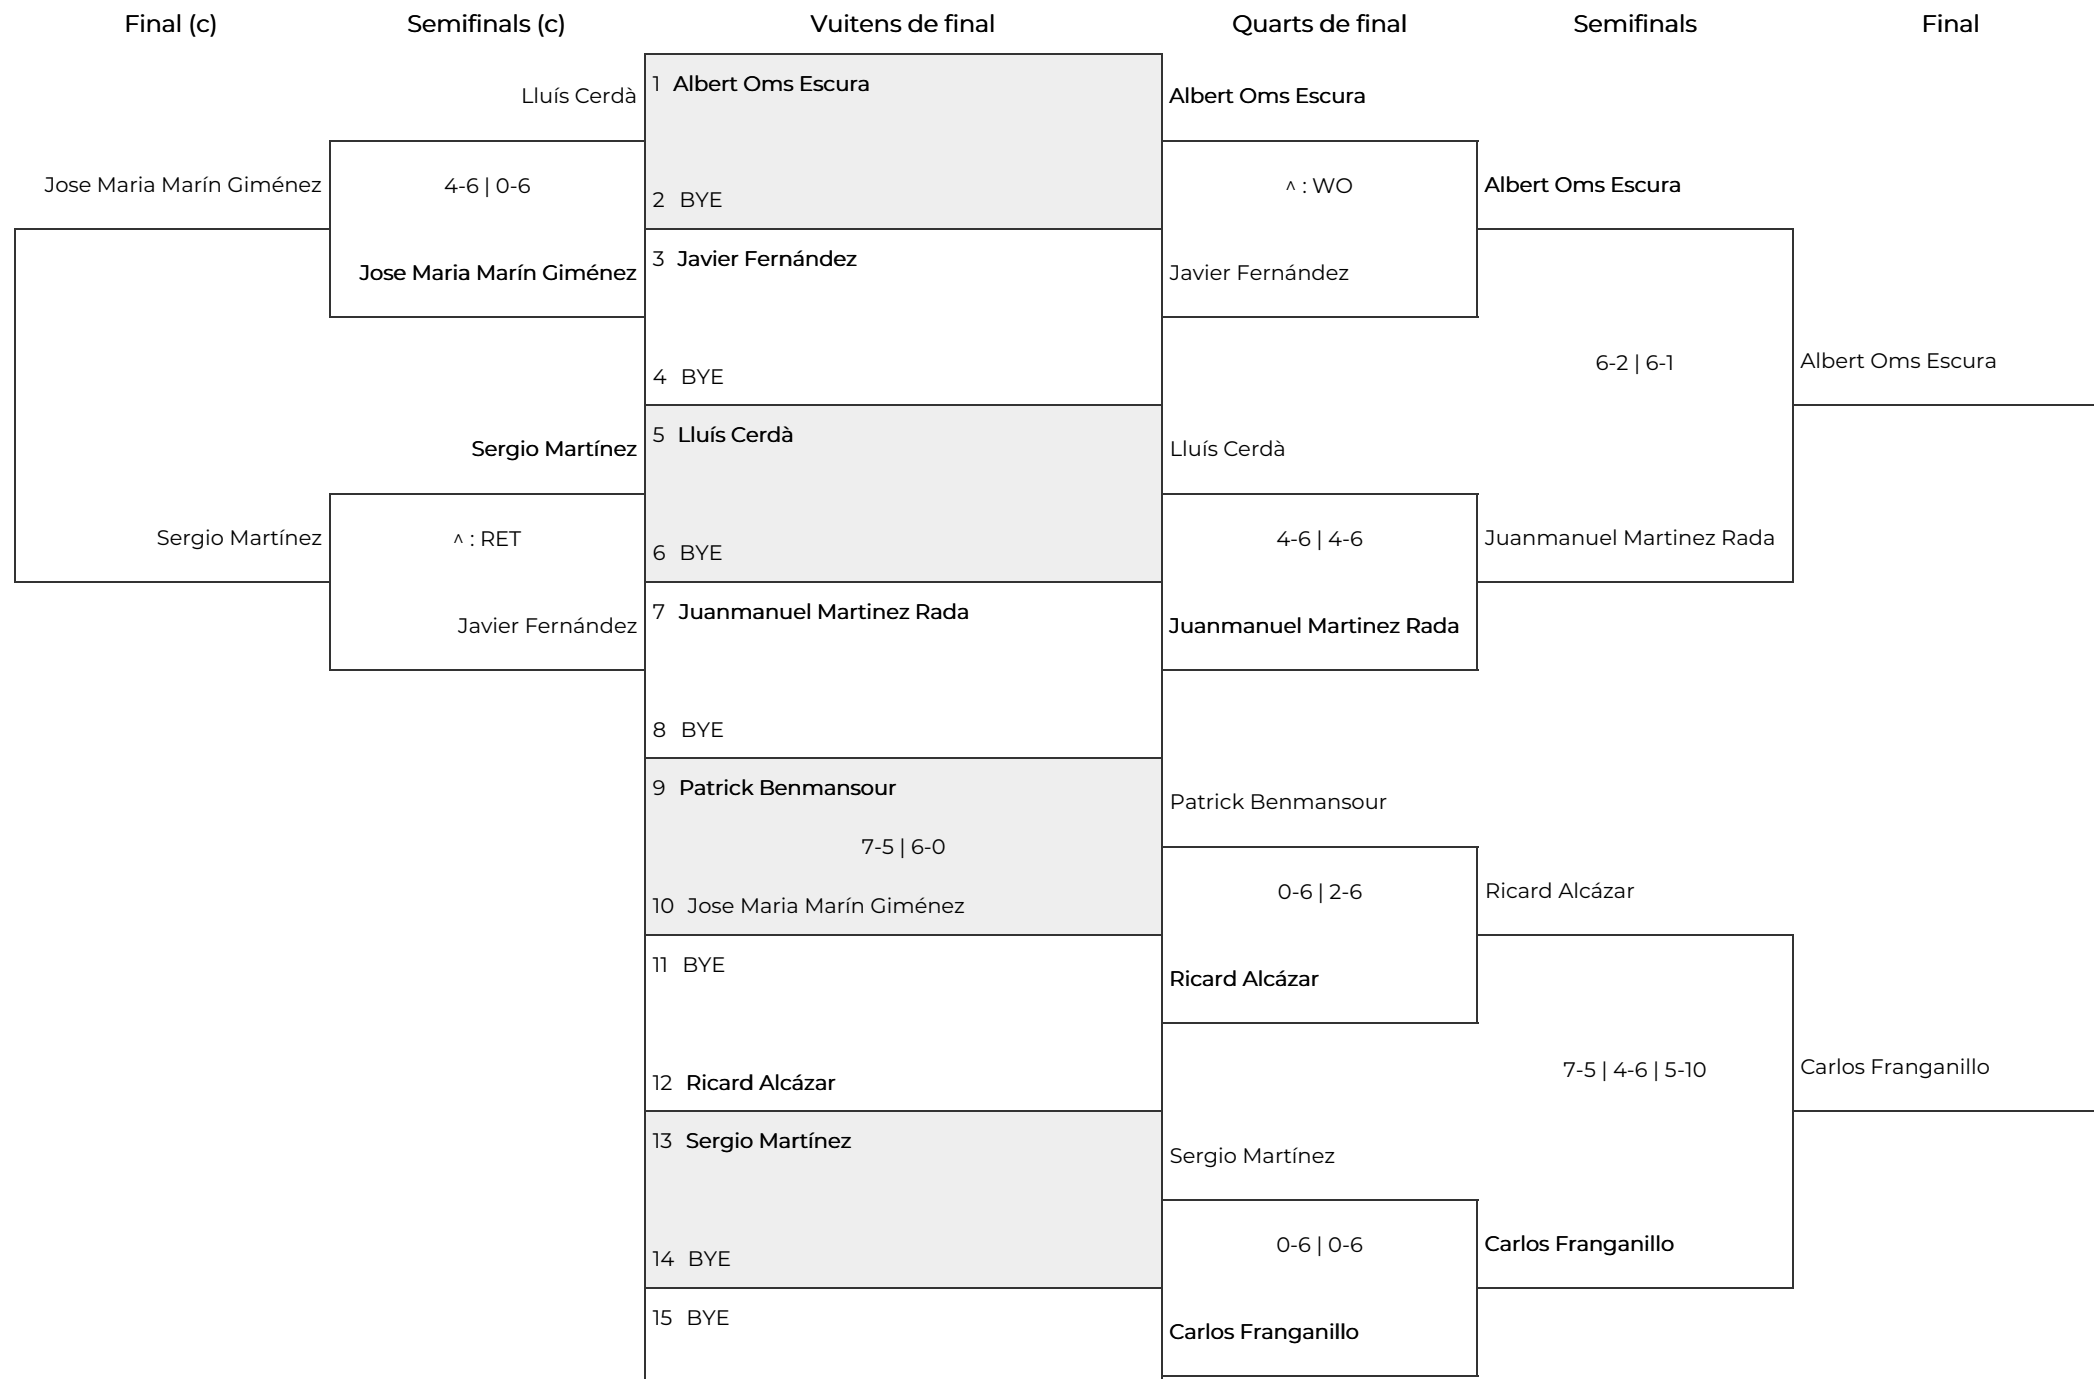 Final (c)
Semifinals (c)
Vuitens de final
Quarts de final
Semifinals
Final
Lluís Cerdà
Jose Maria Marín Giménez
4-6 | 0-6
Jose Maria Marín Giménez
Sergio Martínez
Sergio Martínez
^ : RET
Javier Fernández
1 Albert Oms Escura
2 BYE
3 Javier Fernández
4 BYE
5 Lluís Cerdà
6 BYE
7 Juanmanuel Martinez Rada
8 BYE
9 Patrick Benmansour
7-5 | 6-0
10 Jose Maria Marín Giménez
11 BYE
12 Ricard Alcázar
13 Sergio Martínez
14 BYE
15 BYE
Albert Oms Escura
^ : WO
Javier Fernández
Lluís Cerdà
4-6 | 4-6
Juanmanuel Martinez Rada
Patrick Benmansour
0-6 | 2-6
Ricard Alcázar
Sergio Martínez
0-6 | 0-6
Carlos Franganillo
Albert Oms Escura
6-2 | 6-1
Juanmanuel Martinez Rada
Ricard Alcázar
7-5 | 4-6 | 5-10
Carlos Franganillo
Albert Oms Escura
Carlos Franganillo